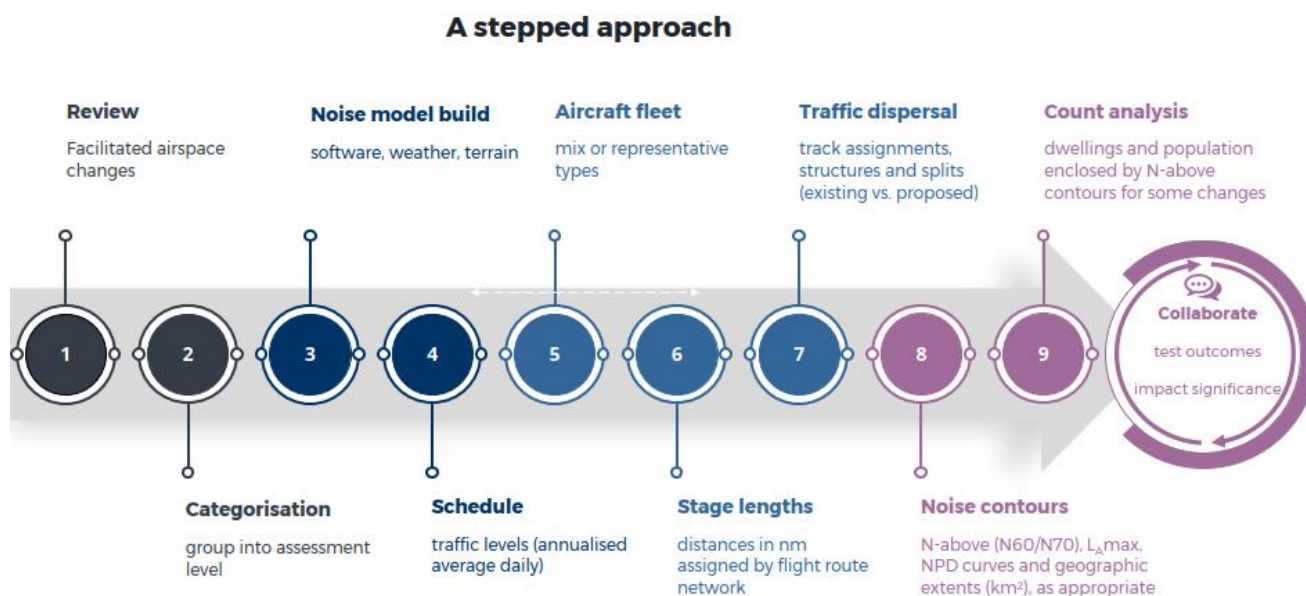 A stepped approach
Review
Facilitated airspace
changes
Noise model build
software, weather, terrain
Aircraft fleet
mix or representative
types
Traffic dispersal
track assignments,
structures and splits
(existing vs. proposed)
Count analysis
dwellings and population
enclosed by N-above
contours for some changes
1
2
3
4
5
6
7
8
9
Collaborate
test outcomes
impact significance
Categorisation
group into assessment
level
Schedule
traffic levels (annualised
average daily)
Stage lengths
distances in nm
assigned by flight route
network
Noise contours
N-above (N60/N70), LAmax,
NPD curves and geographic
extents (km²), as appropriate